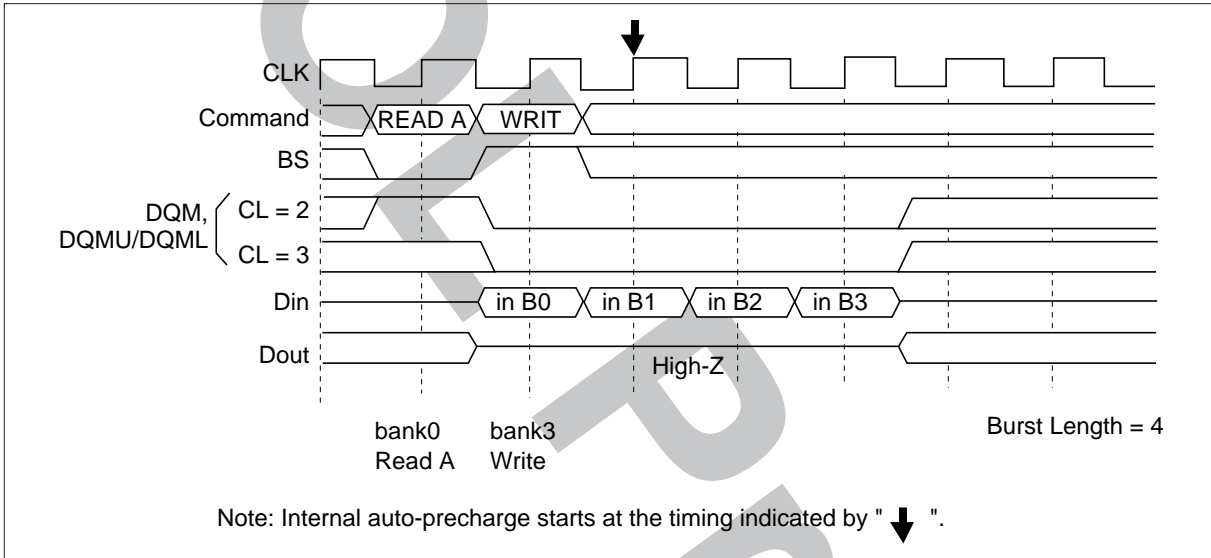 CLK
Command READ A WRIT
BS
DQM, CL = 2
DQMU/DQML
CL = 3
Din in B0 in B1 in B2 in B3
Dout
High-Z
bank0 bank3 Burst Length = 4
Read A Write
Note: Internal auto-precharge starts at the timing indicated by " ".